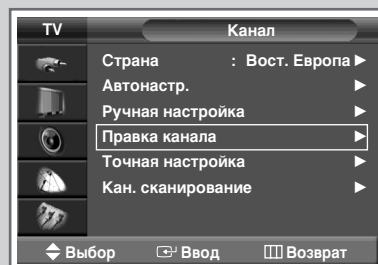 TV Канал
Страна : Вост. Европа
Автонастр.
Ручная настройка
Правка канала
Точная настройка
Кан. сканирование
Выбор Ввод Возврат